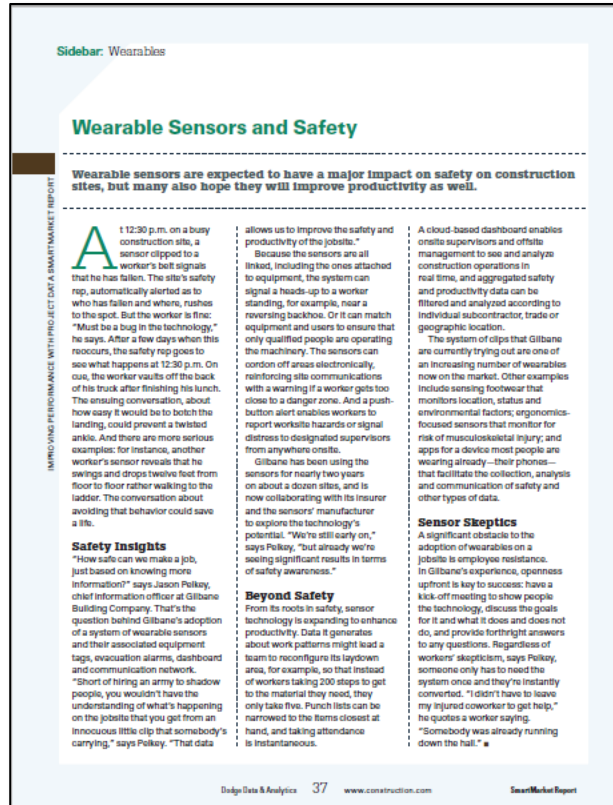 Sidebar: Wearables
Wearable Sensors and Safety
Wearable sensors are expected to have a major impact on safety on construction
sites, but many also hope they will improve productivity as well.
IMPROVING PERFORMANCE WITH PROJECT DATA SMARTMARKET REPORT
At 12:30 p.m. on a busy
construction site, a
sensor clipped to a
worker's belt signals
that he has fallen. The site's safety
rep, automatically alerted as to
who has fallen and where, rushes
to the spot. But the worker is fine:
"Must be a bug in the technology,"
he says. After a few days when this
reoccurs, the safety rep goes to
see what happens at 12:30 p.m. On
cue, the worker vaults off the back
of his truck after finishing his lunch.
The ensuing conversation, about
how easy it would be to botch the
landing, could prevent a twisted
ankle. And there are more serious
examples: for instance, another
worker's sensor reveals that he
swings and drops twelve feet from
floor to floor rather walking to the
ladder. The conversation about
avoiding that behavior could save
a life.
Safety Insights
"How safe can we make a job,
just based on knowing more
information?" says Jason Pelkey,
chief information officer at Gilbane
Building Company. That's the
question behind Gilbane's adoption
of a system of wearable sensors
and their associated equipment
tags, evacuation alarms, dashboard
and communication network.
"Short of hiring an army to shadow
people, you wouldn't have the
understanding of what's happening
on the jobsite that you get from an
innocuous little clip that somebody's
carrying," says Pelkey. "That data
allows us to improve the safety and
productivity of the jobsite."
Because the sensors are all
linked, including the ones attached
to equipment, the system can
signal a heads-up to a worker
standing, for example, near a
reversing backhoe. Or it can match
equipment and users to ensure that
only qualified people are operating
the machinery. The sensors can
cordon off areas electronically,
reinforcing site communications
with a warning if a worker gets too
close to a danger zone. And a push-
button alert enables workers to
report worksite hazards or signal
distress to designated supervisors
from anywhere onsite.
Gilbane has been using the
sensors for nearly two years
on about a dozen sites, and is
now collaborating with its insurer
and the sensors' manufacturer
to explore the technology's
potential. "We're still early on,"
says Pelkey, "but already we're
seeing significant results in terms
of safety awareness."
Beyond Safety
From its roots in safety, sensor
technology is expanding to enhance
productivity. Data it generates
about work patterns might lead a
team to reconfigure its laydown
area, for example, so that instead
of workers taking 200 steps to get
to the material they need, they
only take five. Punch lists can be
narrowed to the items closest at
hand, and taking attendance
is instantaneous.
A cloud-based dashboard enables
onsite supervisors and offsite
management to see and analyze
construction operations in
real time, and aggregated safety
and productivity data can be
filtered and analyzed according to
individual subcontractor, trade or
geographic location.
The system of clips that Gilbane
are currently trying out are one of
an increasing number of wearables
now on the market. Other examples
include sensing footwear that
monitors location, status and
environmental factors; ergonomics-
focused sensors that monitor for
risk of musculoskeletal injury; and
apps for a device most people are
wearing already—their phones—
that facilitate the collection, analysis
and communication of safety and
other types of data.
Sensor Skeptics
A significant obstacle to the
adoption of wearables on a
jobsite is employee resistance.
In Gilbane's experience, openness
upfront is key to success: have a
kick-off meeting to show people
the technology, discuss the goals
for it and what it does and does not
do, and provide forthright answers
to any questions. Regardless of
workers' skepticism, says Pelkey,
someone only has to need the
system once and they're instantly
converted. "I didn't have to leave
my injured coworker to get help,"
he quotes a worker saying.
"Somebody was already running
down the hall." ■
Dodge Data & Analytics 37 www.construction.com SmartMarket Report